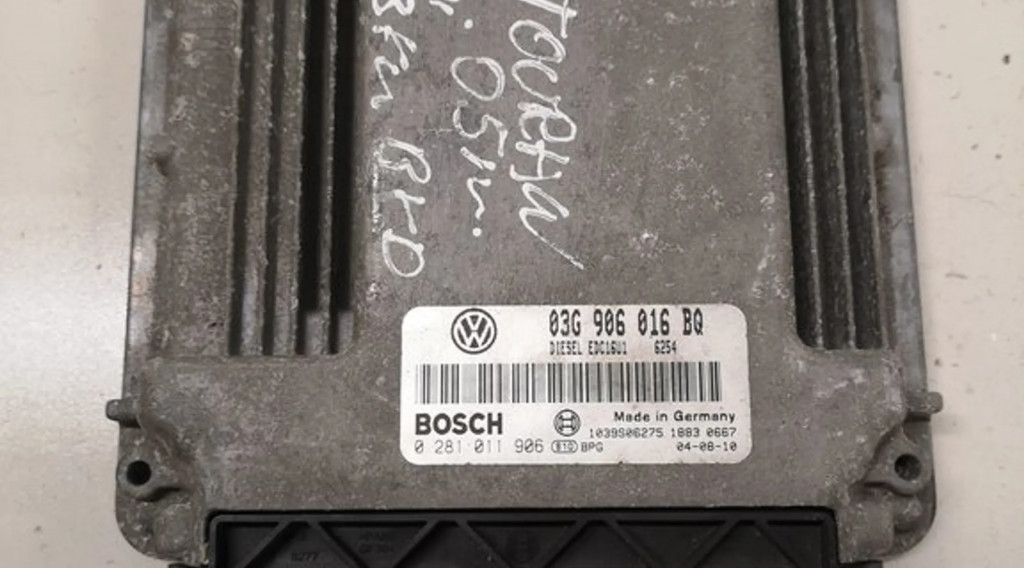 TOURAN
05m.
BKD
03G 906 016 BQ
DIESEL EDC16U1 6254
BOSCH
Made in Germany
1039S06275 1883 0667
0 281 011 906 BPG
04-08-10